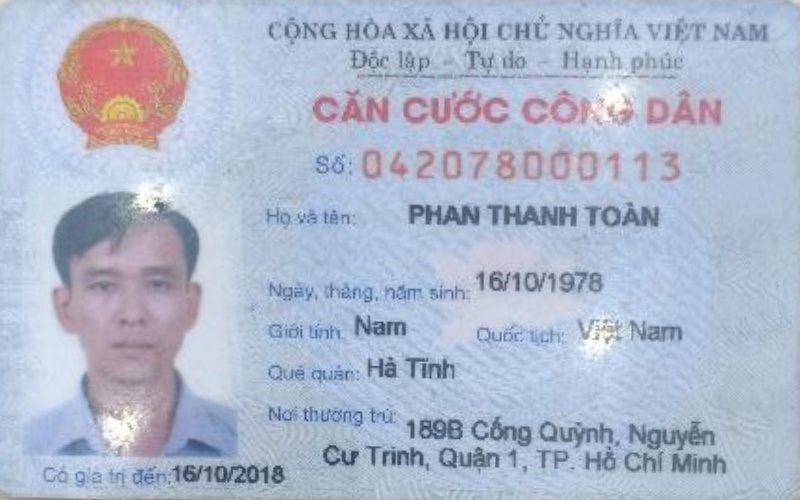 CỘNG HÒA XÃ HỘI CHỦ NGHĨA VIỆT NAM
Độc lập - Tự do - Hạnh phúc
CĂN CƯỚC CÔNG DÂN
Số: 042078000113
Họ và tên: PHAN THANH TOÀN
Ngày, tháng, năm sinh: 16/10/1978
Giới tính: Nam Quốc tịch: Việt Nam
Quê quán: Hà Tĩnh
Nơi thường trú: 189B Cống Quỳnh, Nguyễn
Cư Trinh, Quận 1, TP. Hồ Chí Minh
Có giá trị đến: 16/10/2018